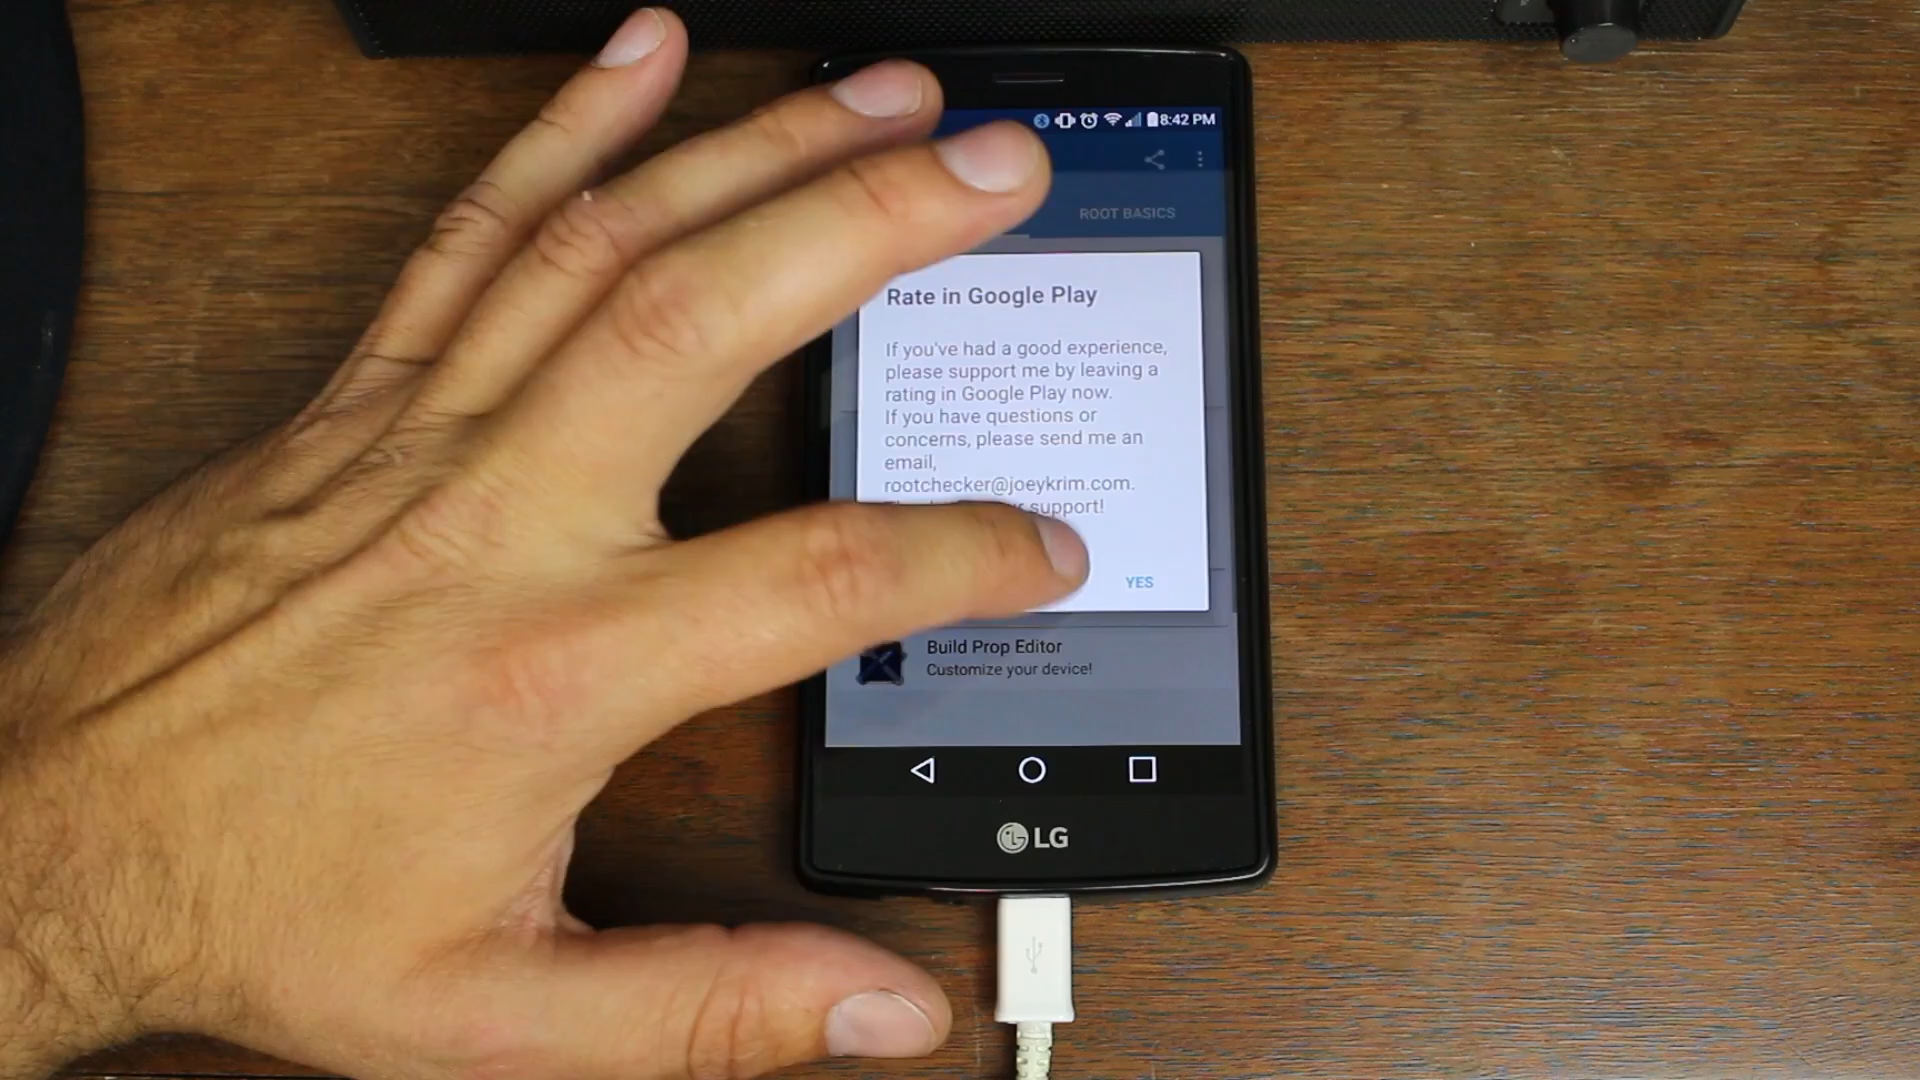 8:42 PM
ROOT BASICS
Rate in Google Play
If you've had a good experience,
please support me by leaving a
rating in Google Play now.
If you have questions or
concerns, please send me an
email,
rootchecker@joeykrim.com.
support!
YES
Build Prop Editor
Customize your device!
LG